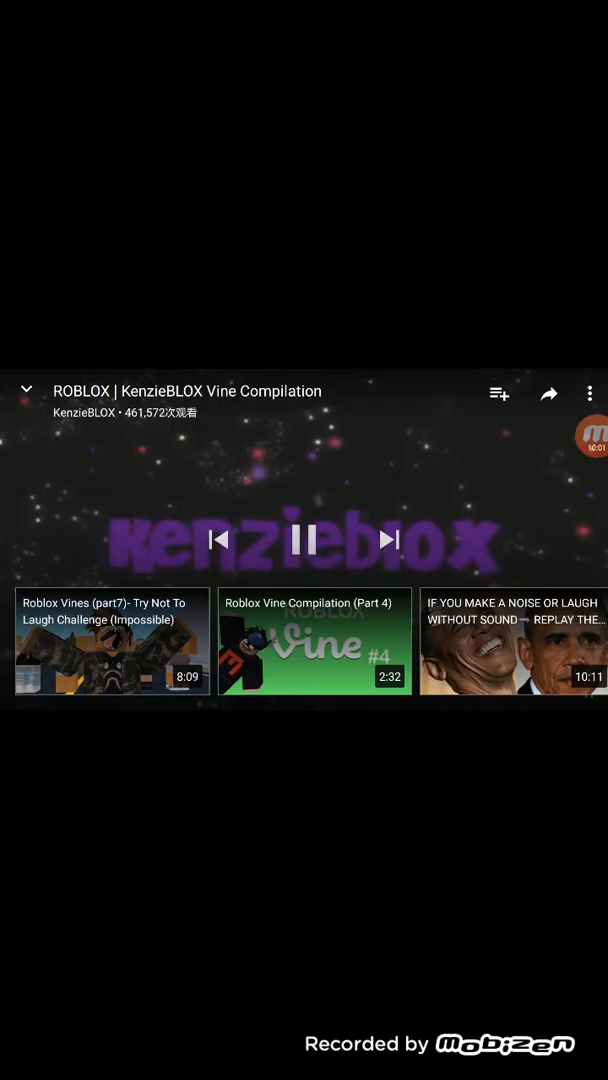 ROBLOX | KenzieBLOX Vine Compilation
KenzieBLOX • 461,572次观看
10:01
Kenzieblox
Roblox Vines (part7)- Try Not To
Laugh Challenge (Impossible)
8:09
Roblox Vine Compilation (Part 4)
ROBLOX
Vine
#4
2:32
IF YOU MAKE A NOISE OR LAUGH
WITHOUT SOUND➡ REPLAY THE...
10:11
Recorded by mobizen